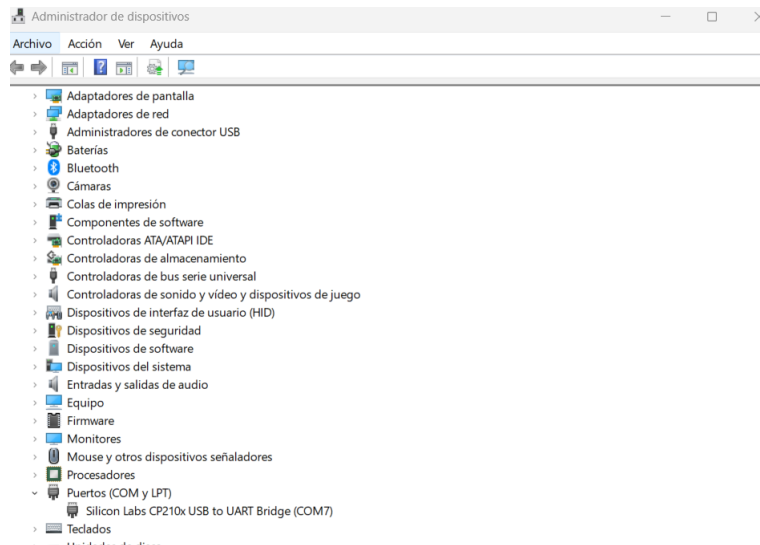 Administrador de dispositivos
Archivo Acción Ver Ayuda
Adaptadores de pantalla
Adaptadores de red
Administradores de conector USB
Baterías
Bluetooth
Cámaras
Colas de impresión
Componentes de software
Controladoras ATA/ATAPI IDE
Controladoras de almacenamiento
Controladoras de bus serie universal
Controladoras de sonido y vídeo y dispositivos de juego
Dispositivos de interfaz de usuario (HID)
Dispositivos de seguridad
Dispositivos de software
Dispositivos del sistema
Entradas y salidas de audio
Equipo
Firmware
Monitores
Mouse y otros dispositivos señaladores
Procesadores
Puertos (COM y LPT)
Silicon Labs CP210x USB to UART Bridge (COM7)
Teclados